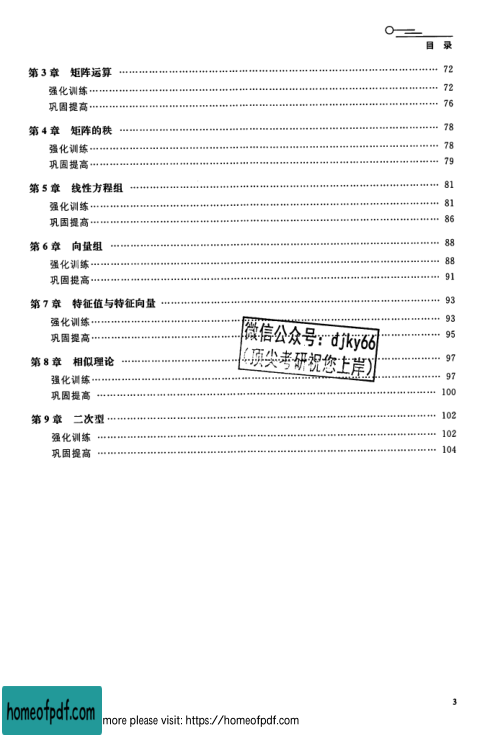 目 录
第3章 矩阵运算 72
强化训练 72
巩固提高 76
第4章 矩阵的秩 78
强化训练 78
巩固提高 79
第5章 线性方程组 81
强化训练 81
巩固提高 86
第6章 向量组 88
强化训练 88
巩固提高 91
第7章 特征值与特征向量 93
强化训练 93
巩固提高 95
微信公众号：djky66
(顶尖考研祝您上岸)
第8章 相似理论 97
强化训练 97
巩固提高 100
第9章 二次型 102
强化训练 102
巩固提高 104
3
homeofpdf.com
more please visit: https://homeofpdf.com